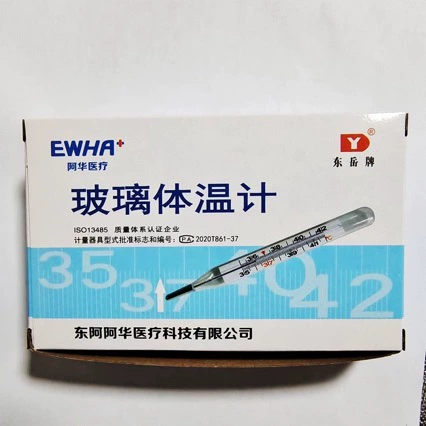 EWHA+
阿华医疗
Y®
东岳牌
玻璃体温计
ISO13485 质量体系认证企业
计量器具型式批准标志和编号：PA 2020T861-37
35 37 40 42
东阿阿华医疗科技有限公司